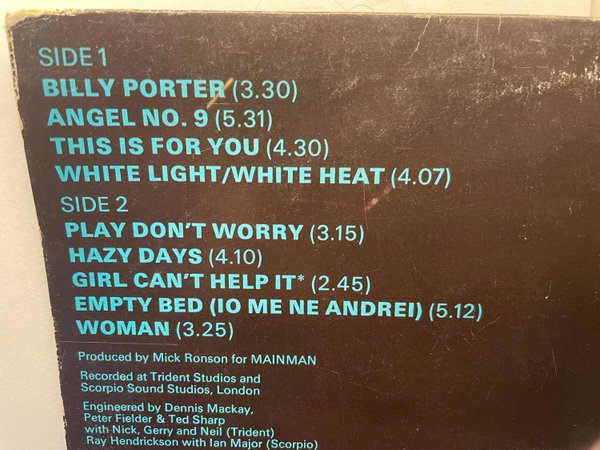 SIDE 1
BILLY PORTER (3.30)
ANGEL NO. 9 (5.31)
THIS IS FOR YOU (4.30)
WHITE LIGHT/WHITE HEAT (4.07)
SIDE 2
PLAY DON'T WORRY (3.15)
HAZY DAYS (4.10)
GIRL CAN'T HELP IT* (2.45)
EMPTY BED (IO ME NE ANDREI) (5.12)
WOMAN (3.25)
Produced by Mick Ronson for MAINMAN
Recorded at Trident Studios and
Scorpio Sound Studios, London
Engineered by Dennis Mackay,
Peter Fielder & Ted Sharp
with Nick, Gerry and Neil (Trident)
Ray Hendrickson with Ian Major (Scorpio)